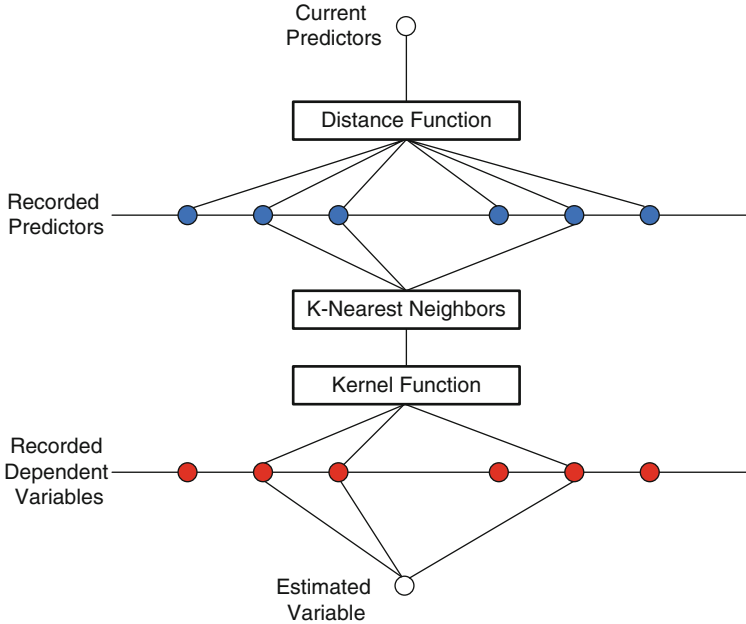 Current
Predictors
Distance Function
Recorded
Predictors
K-Nearest Neighbors
Kernel Function
Recorded
Dependent
Variables
Estimated
Variable